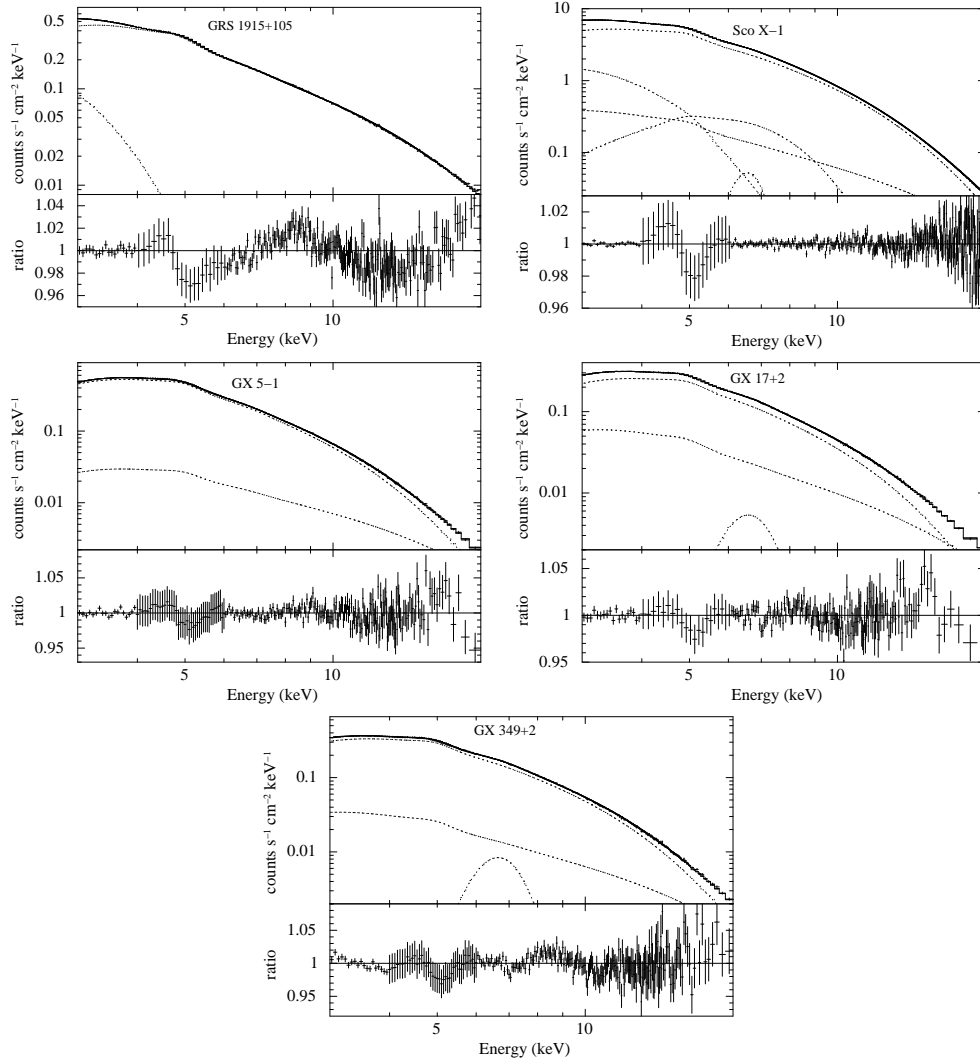 GRS 1915+105
counts s−1 cm−2 keV−1
0.5
0.1
0.05
0.01
ratio
1.04
1.02
1
0.98
0.96
5
10
Energy (keV)
Sco X−1
counts s−1 cm−2 keV−1
10
1
0.1
ratio
1.02
1
0.98
0.96
5
10
Energy (keV)
GX 5−1
counts s−1 cm−2 keV−1
0.1
0.01
ratio
1.05
1
0.95
5
10
Energy (keV)
GX 17+2
counts s−1 cm−2 keV−1
0.1
0.01
ratio
1.05
1
0.95
5
10
Energy (keV)
GX 349+2
counts s−1 cm−2 keV−1
0.1
0.01
ratio
1.05
1
0.95
5
10
Energy (keV)